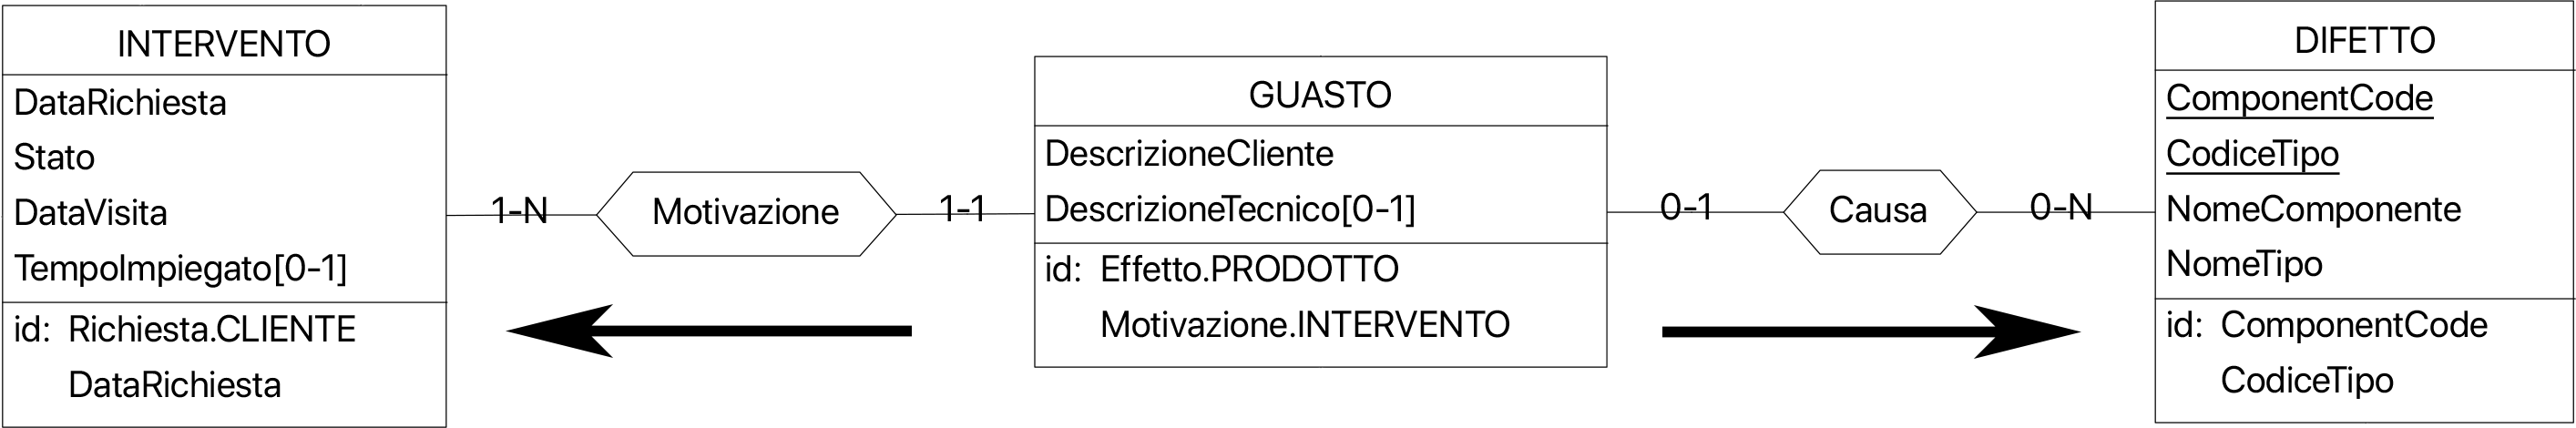 INTERVENTO
DataRichiesta
Stato
DataVisita
TempoImpiegato[0-1]
id: Richiesta.CLIENTE
DataRichiesta
1-N
Motivazione
1-1
GUASTO
DescrizioneCliente
DescrizioneTecnico[0-1]
id: Effetto.PRODOTTO
Motivazione.INTERVENTO
0-1
Causa
0-N
DIFETTO
ComponentCode
CodiceTipo
NomeComponente
NomeTipo
id: ComponentCode
CodiceTipo